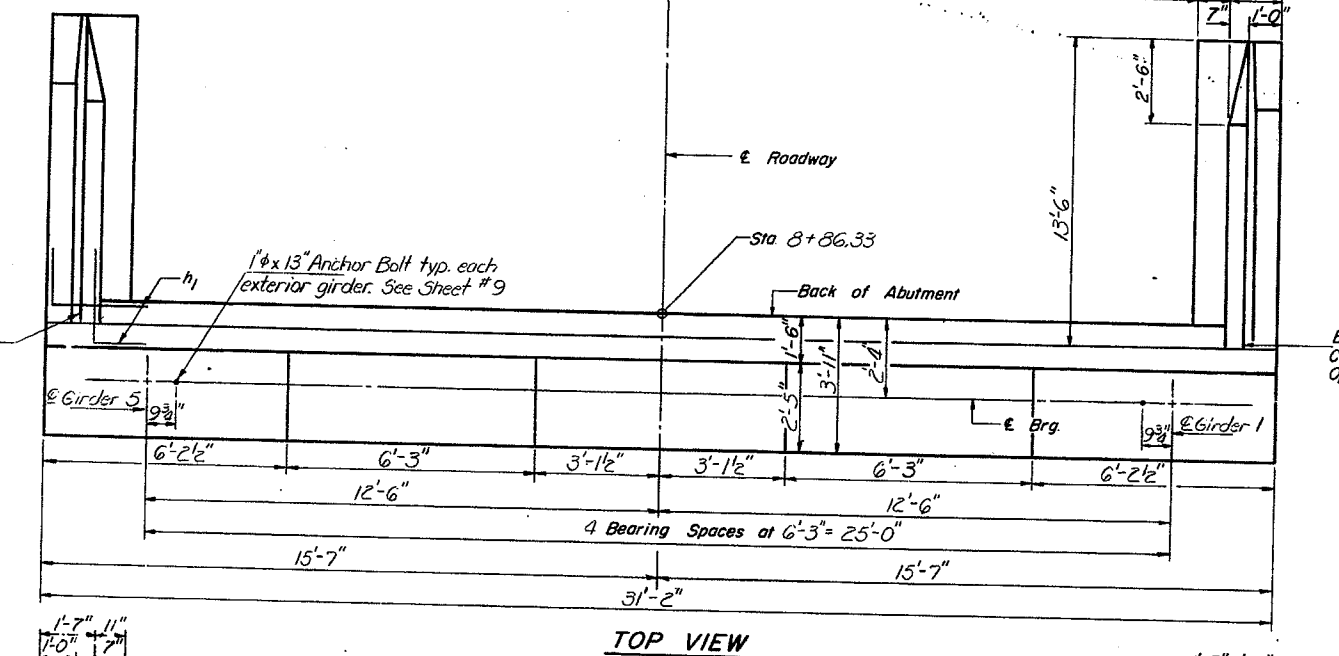 7" 1'-0"
2'-6"
13'-6"
℄ Roadway
Sta. 8+86.33
1"φ x 13" Anchor Bolt typ. each
exterior girder. See Sheet #9
h1
Back of Abutment
1'-6"
3'-11"
2'-4"
2'-5"
℄ Girder 5
9¾"
℄ Brg.
9¾"
℄ Girder 1
6'-2½" 6'-3" 3'-1½" 3'-1½" 6'-3" 6'-2½"
12'-6" 12'-6"
4 Bearing Spaces at 6'-3" = 25'-0"
15'-7" 15'-7"
31'-2"
1'-7" 11"
1'-0" 7"
TOP VIEW